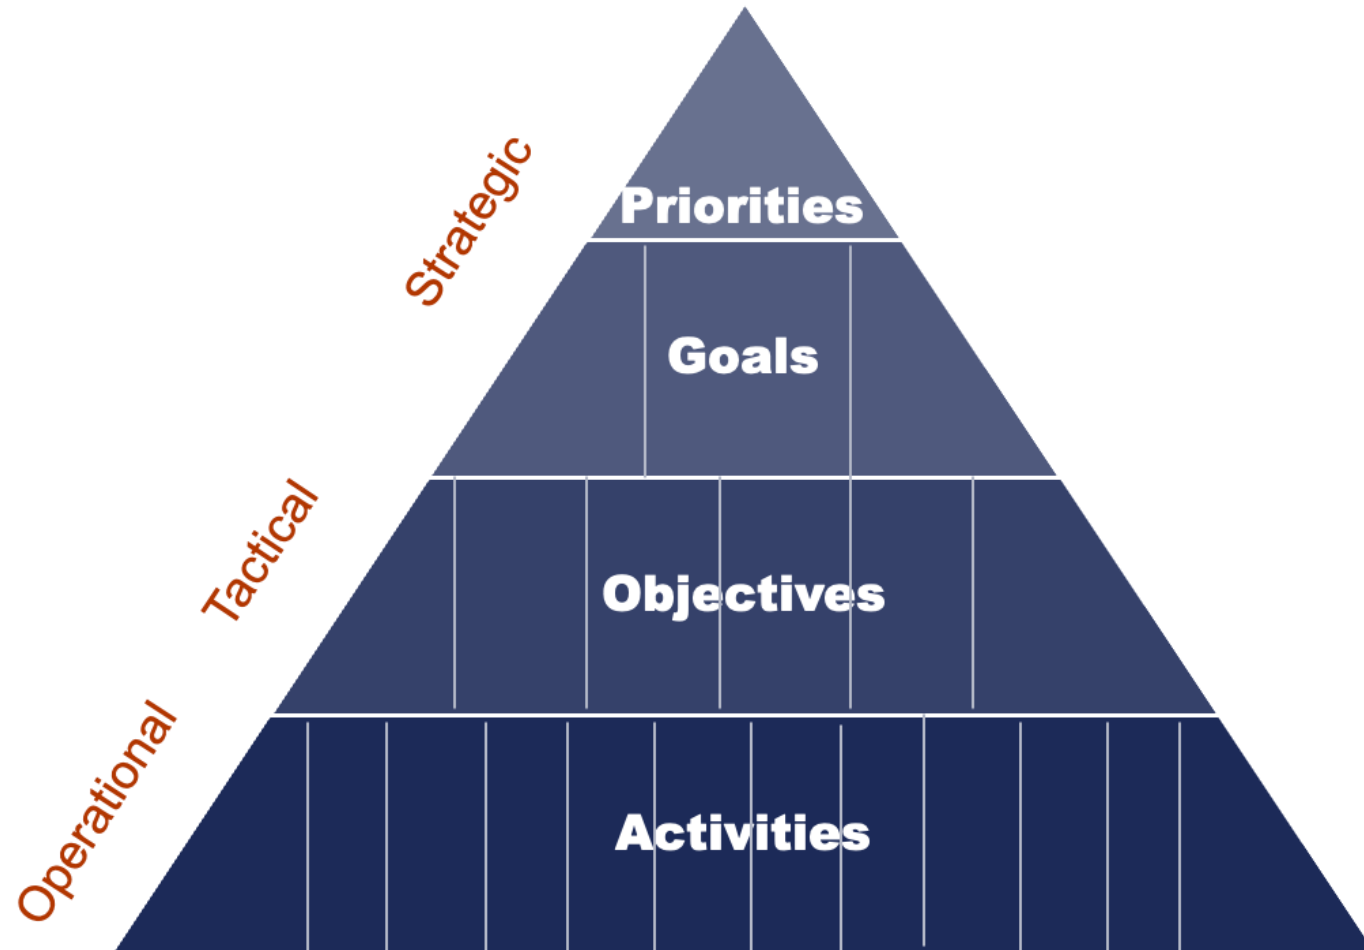 Strategic
Priorities
Goals
Tactical
Objectives
Operational
Activities